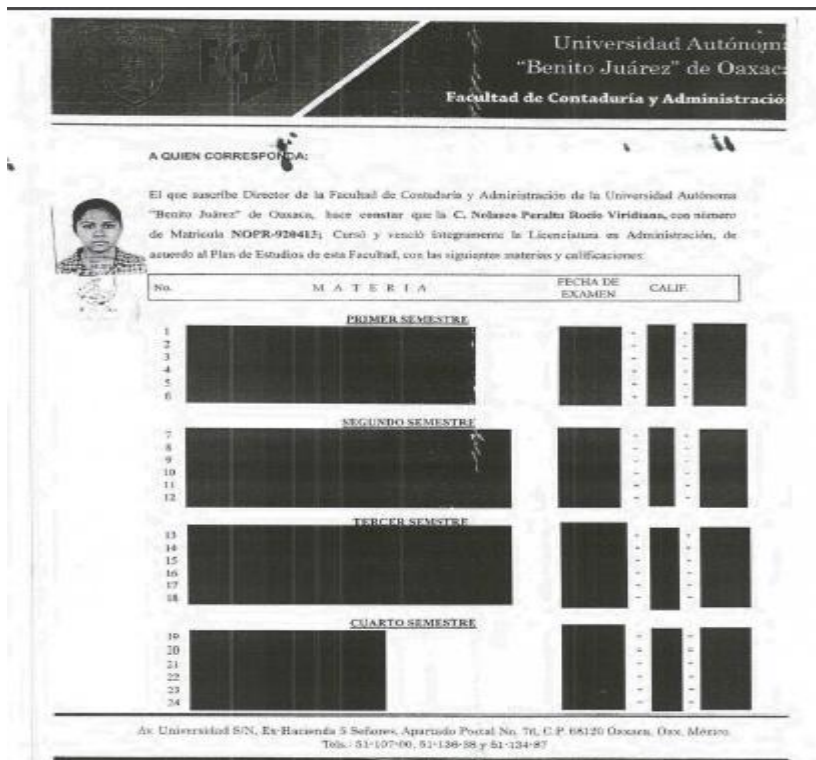 FCA
Universidad Autónoma
"Benito Juárez" de Oaxaca
Facultad de Contaduría y Administració
A QUIEN CORRESPONDA:
El que suscribe Director de la Facultad de Contaduría y Administración de la Universidad Autónoma
"Benito Juárez" de Oaxaca, hace constar que la C. Nolasco Peralta Rocío Viridiana, con número
de Matrícula NOPR-920413; Cursó y venció íntegramente la Licenciatura en Administración, de
acuerdo al Plan de Estudios de esta Facultad, con las siguientes materias y calificaciones:
No. M A T E R I A FECHA DE EXAMEN CALIF.
PRIMER SEMESTRE
1 - -
2 - -
3 - -
4 - -
5 - -
6 - -
SEGUNDO SEMESTRE
7 - -
8 - -
9 - -
10 - -
11 - -
12 - -
TERCER SEMSTRE
13 - -
14 - -
15 - -
16 - -
17 - -
18 - -
CUARTO SEMESTRE
19 - -
20 - -
21 - -
22 - -
23 - -
24 - -
Av. Universidad S/N, Ex-Hacienda 5 Señores, Apartado Postal No. 76, C.P. 68120 Oaxaca, Oax. México.
Tels.: 51-107-00, 51-138-38 y 51-134-87